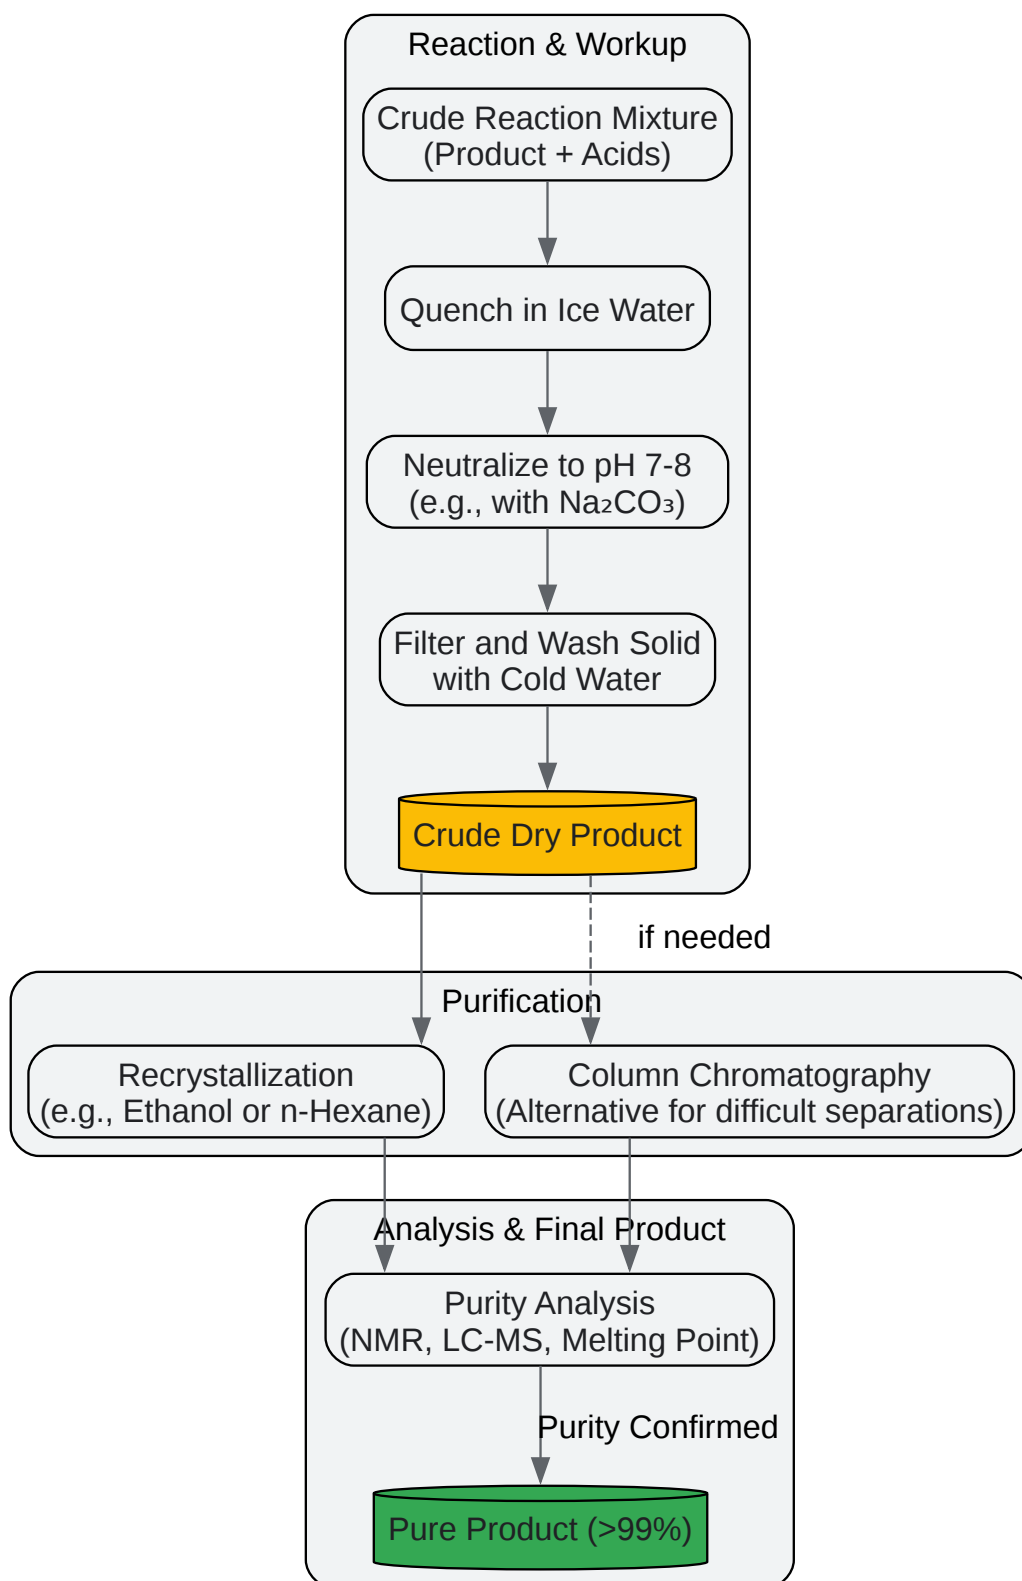 Reaction & Workup
Crude Reaction Mixture
(Product + Acids)
Quench in Ice Water
Neutralize to pH 7-8
(e.g., with Na₂CO₃)
Filter and Wash Solid
with Cold Water
Crude Dry Product
if needed
Purification
Recrystallization
(e.g., Ethanol or n-Hexane)
Column Chromatography
(Alternative for difficult separations)
Analysis & Final Product
Purity Analysis
(NMR, LC-MS, Melting Point)
Purity Confirmed
Pure Product (>99%)